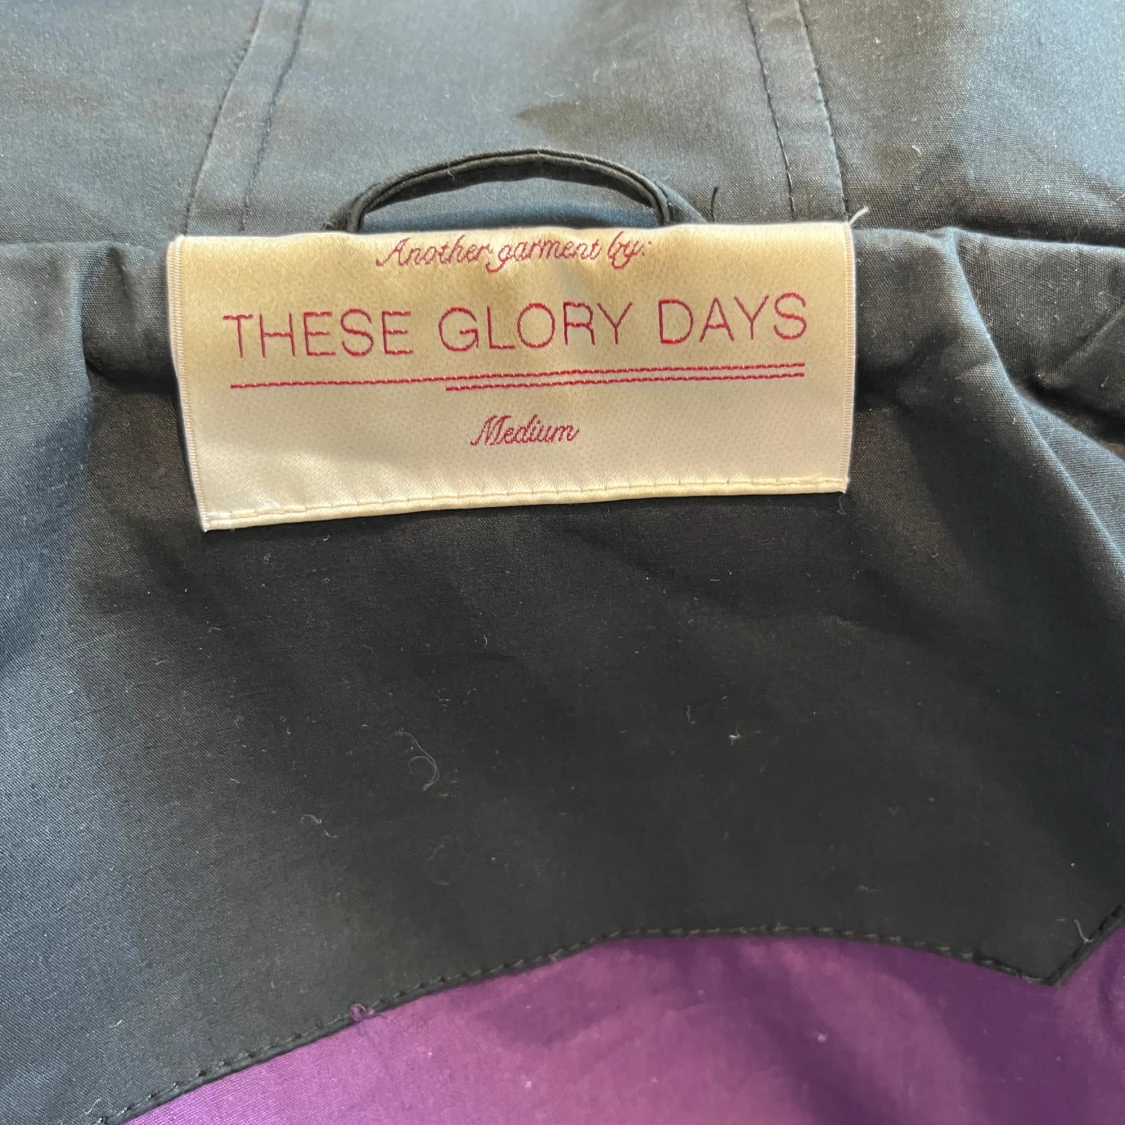 Another garment by:
THESE GLORY DAYS
Medium